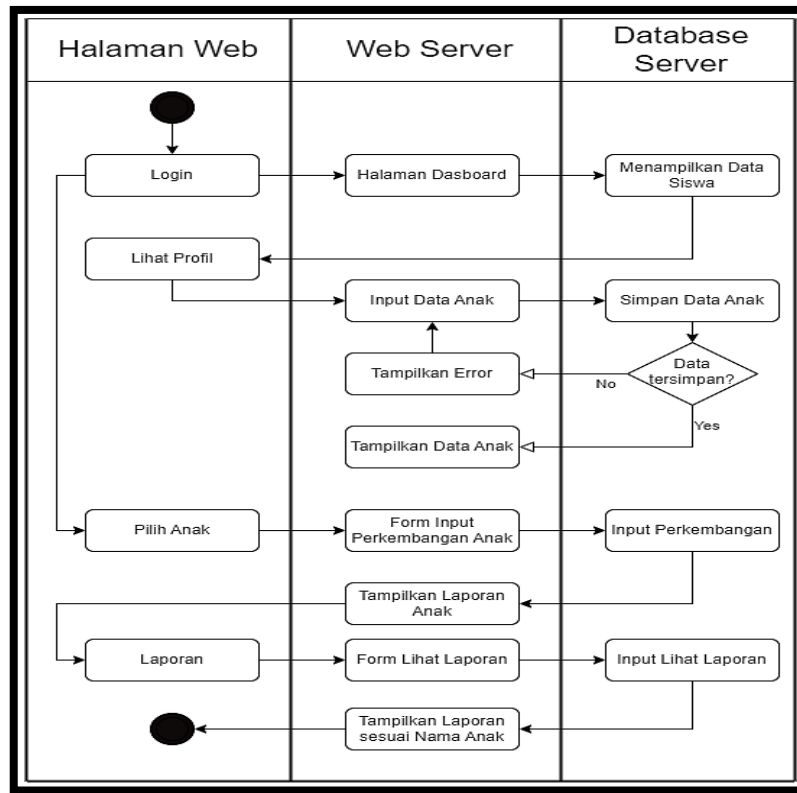 Halaman Web
Web Server
Database
Server
Login
Halaman Dasboard
Menampilkan Data
Siswa
Lihat Profil
Input Data Anak
Simpan Data Anak
Tampilkan Error
No
Data
tersimpan?
Yes
Tampilkan Data Anak
Pilih Anak
Form Input
Perkembangan Anak
Input Perkembangan
Tampilkan Laporan
Anak
Laporan
Form Lihat Laporan
Input Lihat Laporan
Tampilkan Laporan
sesuai Nama Anak